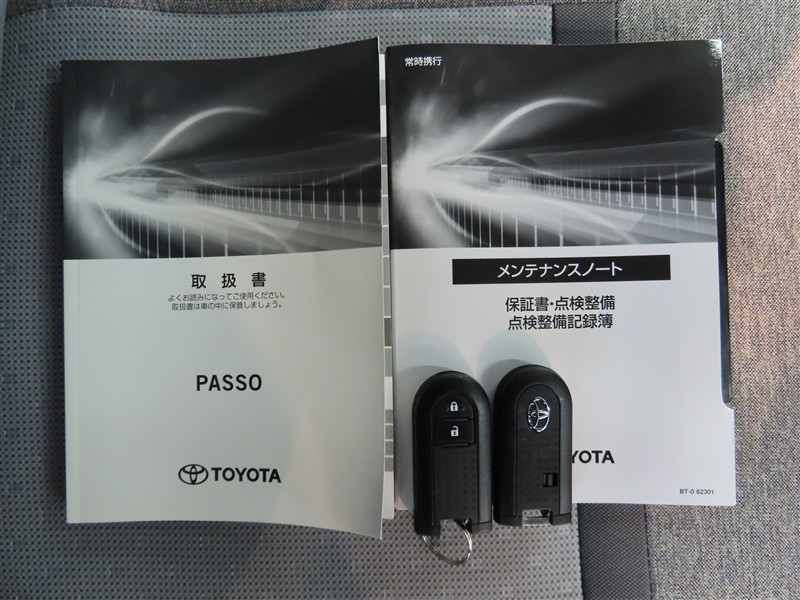 取扱書
よくお読みになってご使用ください。
取扱書は車の中に保管しましょう。
PASSO
TOYOTA
常時携行
メンテナンスノート
保証書・点検整備
点検整備記録簿
YOTA
BT-0 62301